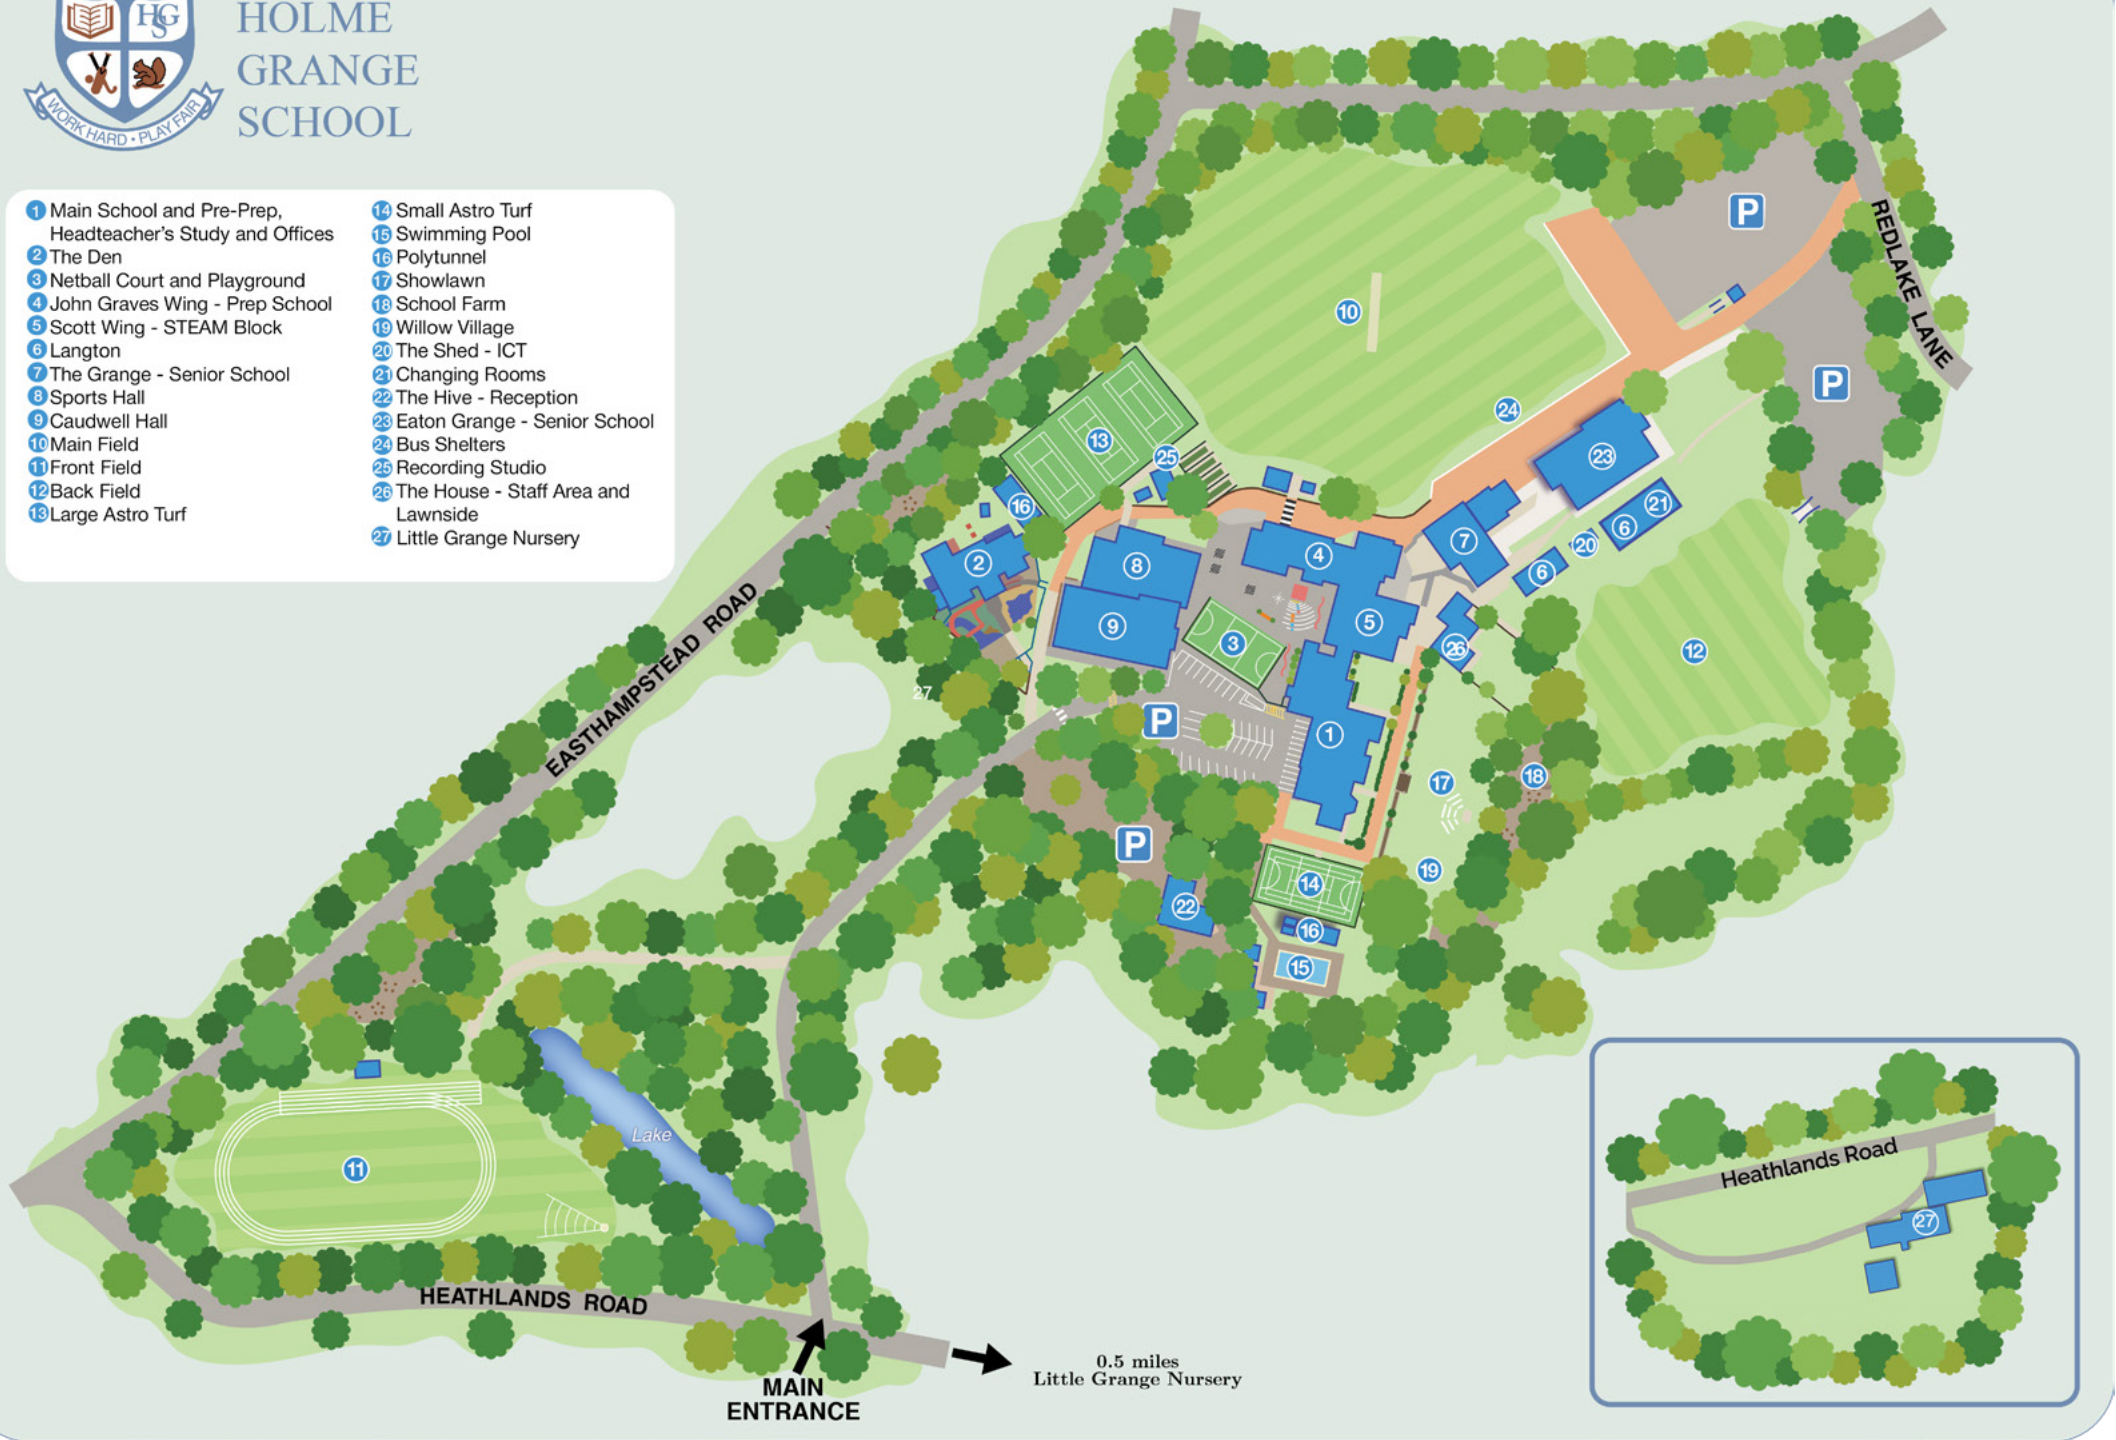 HGS
HOLME
GRANGE
SCHOOL
WORK HARD • PLAY FAIR
1 Main School and Pre-Prep,
Headteacher's Study and Offices
2 The Den
3 Netball Court and Playground
4 John Graves Wing - Prep School
5 Scott Wing - STEAM Block
6 Langton
7 The Grange - Senior School
8 Sports Hall
9 Caudwell Hall
10 Main Field
11 Front Field
12 Back Field
13 Large Astro Turf
14 Small Astro Turf
15 Swimming Pool
16 Polytunnel
17 Showlawn
18 School Farm
19 Willow Village
20 The Shed - ICT
21 Changing Rooms
22 The Hive - Reception
23 Eaton Grange - Senior School
24 Bus Shelters
25 Recording Studio
26 The House - Staff Area and
Lawnside
27 Little Grange Nursery
P
REDLAKE LANE
10
P
24
13
25
23
16
21
6
7
20
4
8
2
6
9
5
3
26
12
EASTHAMPSTEAD ROAD
27
P
1
17
18
P
19
14
22
16
15
Lake
11
HEATHLANDS ROAD
MAIN
ENTRANCE
0.5 miles
Little Grange Nursery
Heathlands Road
27